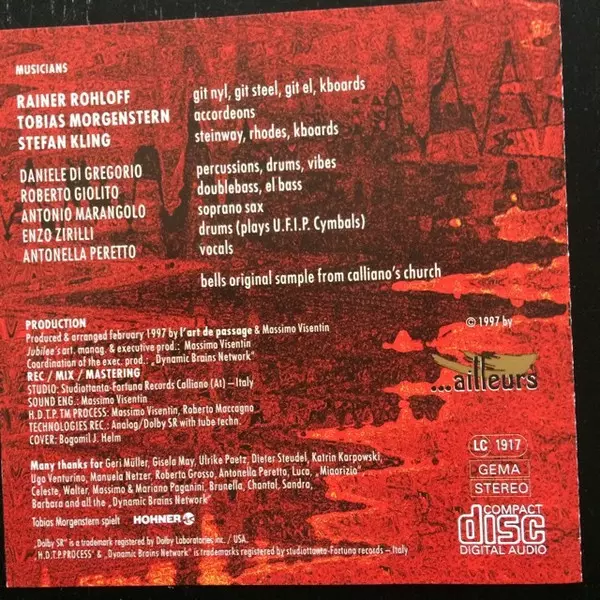 MUSICIANS
RAINER ROHLOFF git nyl, git steel, git el, kboards
TOBIAS MORGENSTERN accordeons
STEFAN KLING steinway, rhodes, kboards
DANIELE DI GREGORIO percussions, drums, vibes
ROBERTO GIOLITO doublebass, el bass
ANTONIO MARANGOLO soprano sax
ENZO ZIRILLI drums (plays U.F.I.P. Cymbals)
ANTONELLA PERETTO vocals
bells original sample from calliano's church
PRODUCTION
Produced & arranged february 1997 by l'art de passage & Massimo Visentin
Jubilee's art. manag. & executive prod.: Massimo Visentin
Coordination of the exec. prod.: „Dynamic Brains Network"
REC / MIX / MASTERING
STUDIO: Studiottanta-Fortuna Records Calliano (At) – Italy
SOUND ENG.: Massimo Visentin
H.D.T.P. TM PROCESS: Massimo Visentin, Roberto Maccagno
TECHNOLOGIES REC.: Analog/Dolby SR with tube techn.
COVER: Bogomil J. Helm
Many thanks for Geri Müller, Gisela May, Ulrike Paetz, Dieter Steudel, Katrin Karpowski,
Ugo Venturino, Manuela Netzer, Roberta Grosso, Antonella Peretto, Luca, „Miaorizio"
Celeste, Walter, Massimo & Mariano Paganini, Brunella, Chantal, Sandra,
Barbara and all the „Dynamic Brains Network"
Tobias Morgenstern spielt HOHNER
„Dolby SR" is trademark registered by Dolby Laboratories Inc. / USA.
„H.D.T.P.PROCESS" & „Dynamic Brains Network" is trademarks registered by studiottanta-Fortuna records – Italy
© 1997 by
...ailleurs
LC 1917
GEMA
STEREO
COMPACT
disc
DIGITAL AUDIO